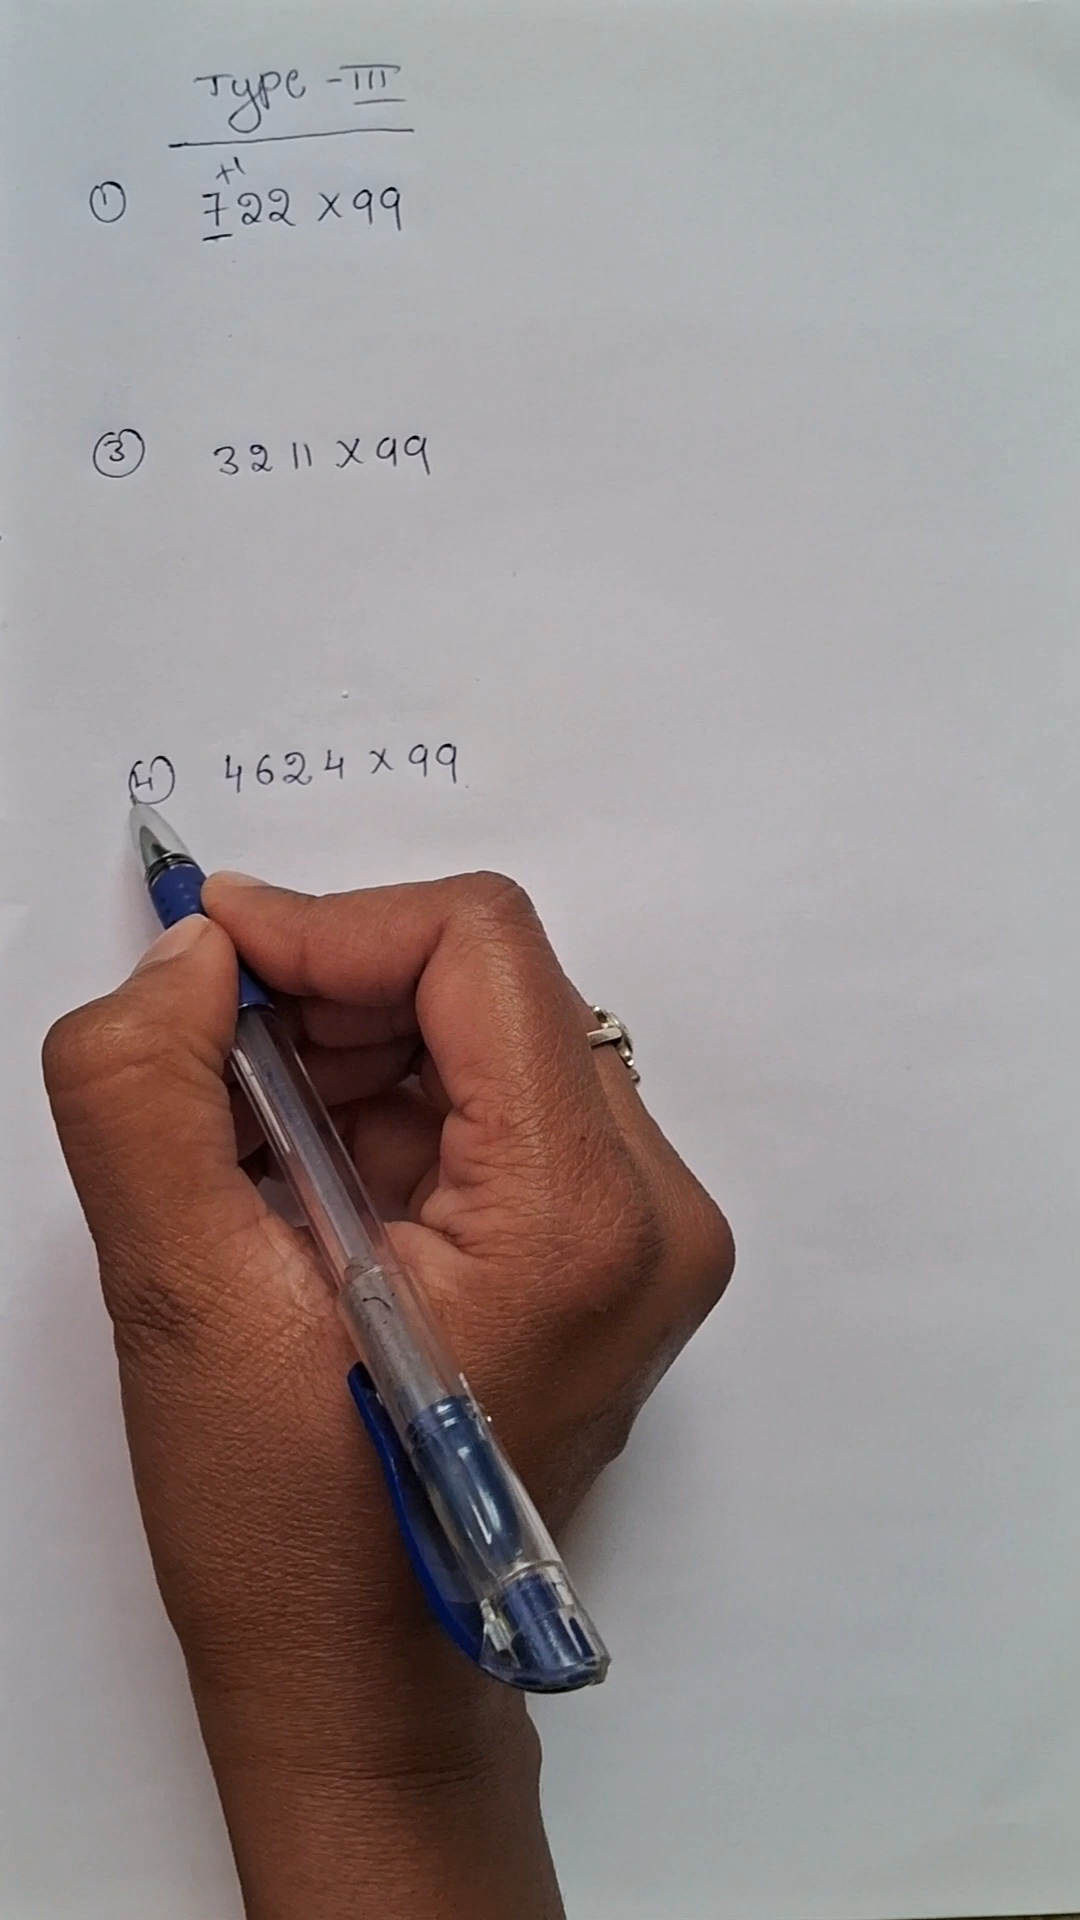 Type - III
+1
① 722 × 99
③ 3211 × 99
④ 4624 × 99